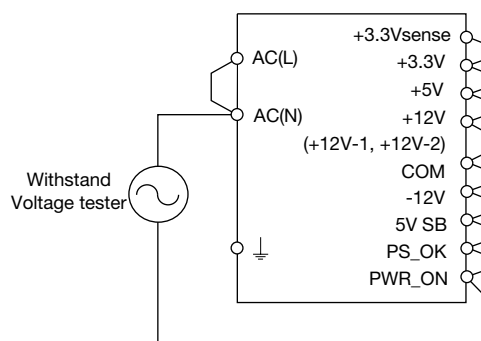 +3.3Vsense
AC(L)
+3.3V
+5V
AC(N)
+12V
(+12V-1, +12V-2)
COM
Withstand
Voltage tester
-12V
5V SB
PS_OK
PWR_ON